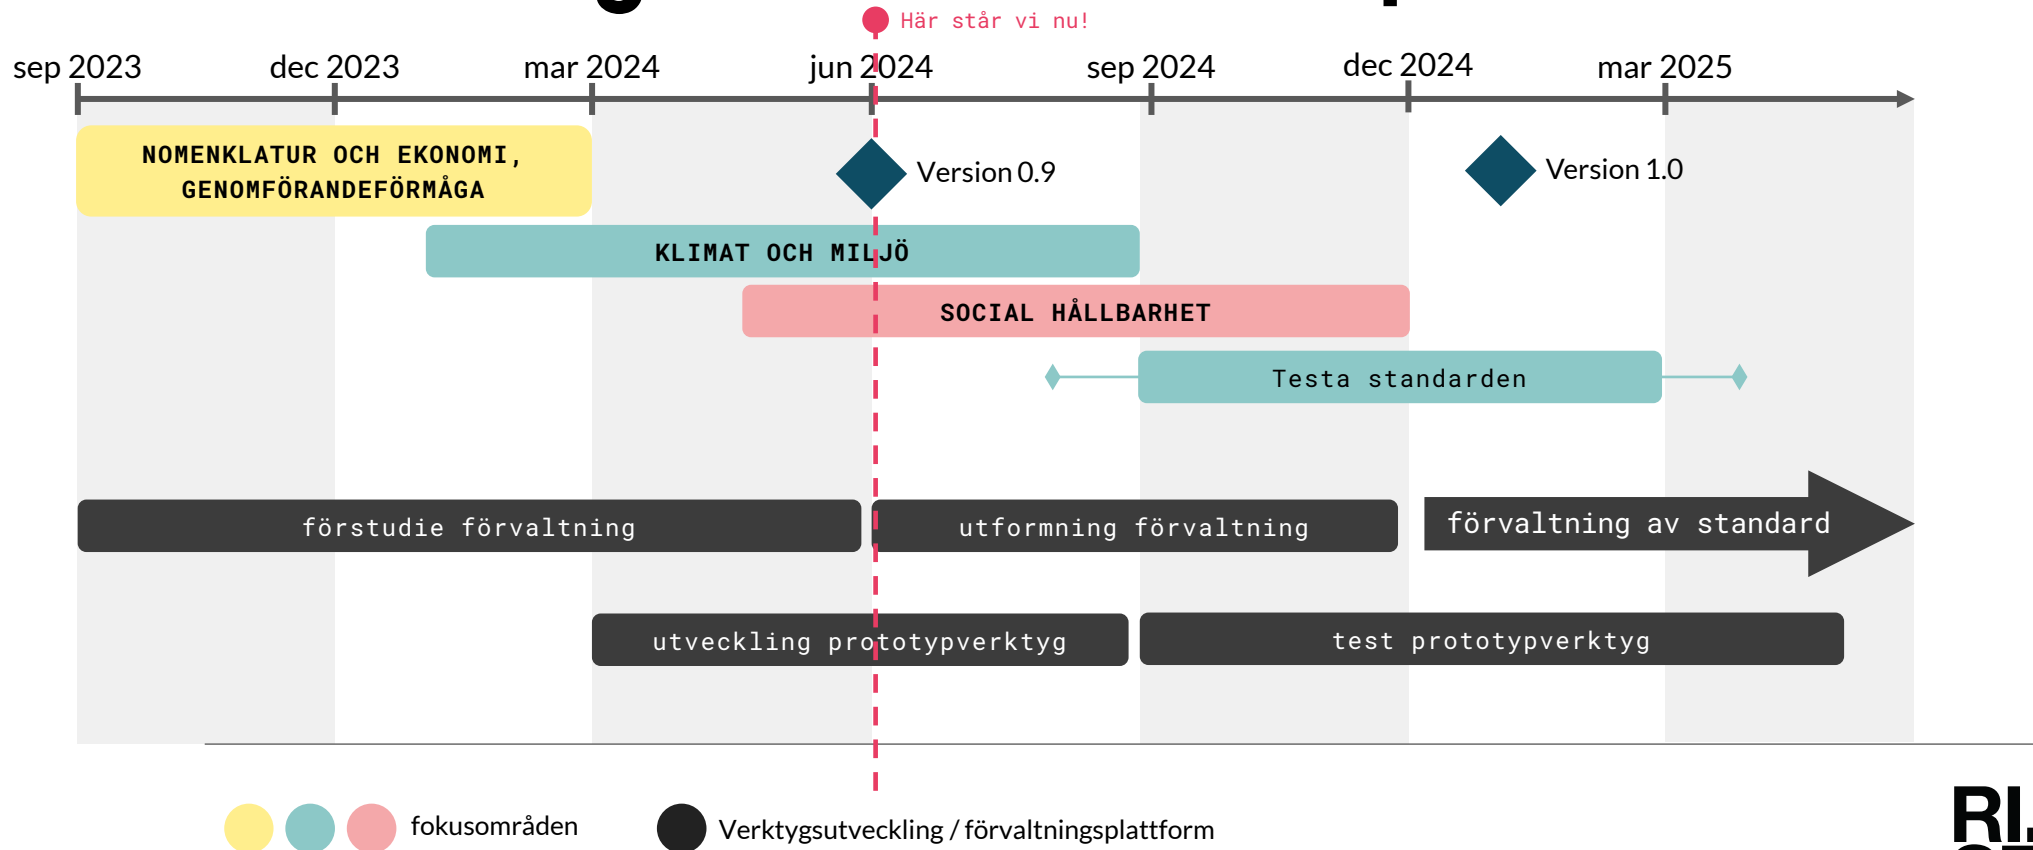 Här står vi nu!
sep 2023
dec 2023
mar 2024
jun 2024
sep 2024
dec 2024
mar 2025
NOMENKLATUR OCH EKONOMI,
GENOMFÖRANDEFÖRMÅGA
Version 0.9
Version 1.0
KLIMAT OCH MILJÖ
SOCIAL HÅLLBARHET
Testa standarden
förstudie förvaltning
utformning förvaltning
förvaltning av standard
utveckling prototypverktyg
test prototypverktyg
fokusområden
Verktygsutveckling / förvaltningsplattform